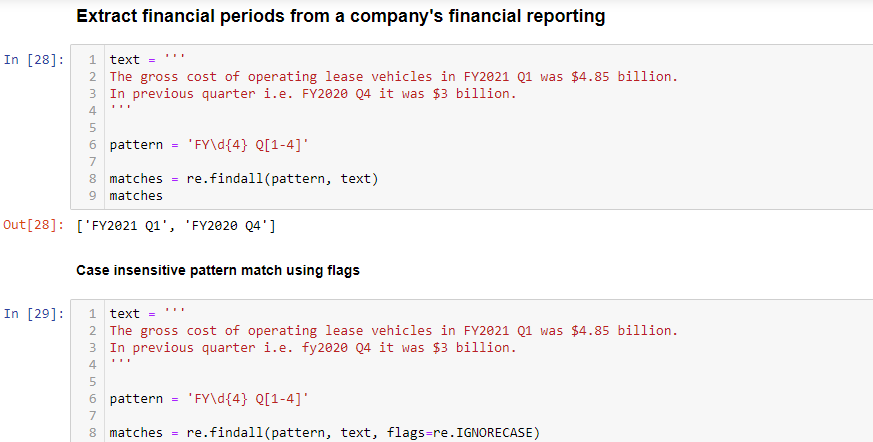 Extract financial periods from a company's financial reporting
In [28]:
1 text = '''
2 The gross cost of operating lease vehicles in FY2021 Q1 was $4.85 billion.
3 In previous quarter i.e. FY2020 Q4 it was $3 billion.
4 '''
5
6 pattern = 'FY\d{4} Q[1-4]'
7
8 matches = re.findall(pattern, text)
9 matches
Out[28]: ['FY2021 Q1', 'FY2020 Q4']
Case insensitive pattern match using flags
In [29]:
1 text = '''
2 The gross cost of operating lease vehicles in FY2021 Q1 was $4.85 billion.
3 In previous quarter i.e. fy2020 Q4 it was $3 billion.
4 '''
5
6 pattern = 'FY\d{4} Q[1-4]'
7
8 matches = re.findall(pattern, text, flags=re.IGNORECASE)